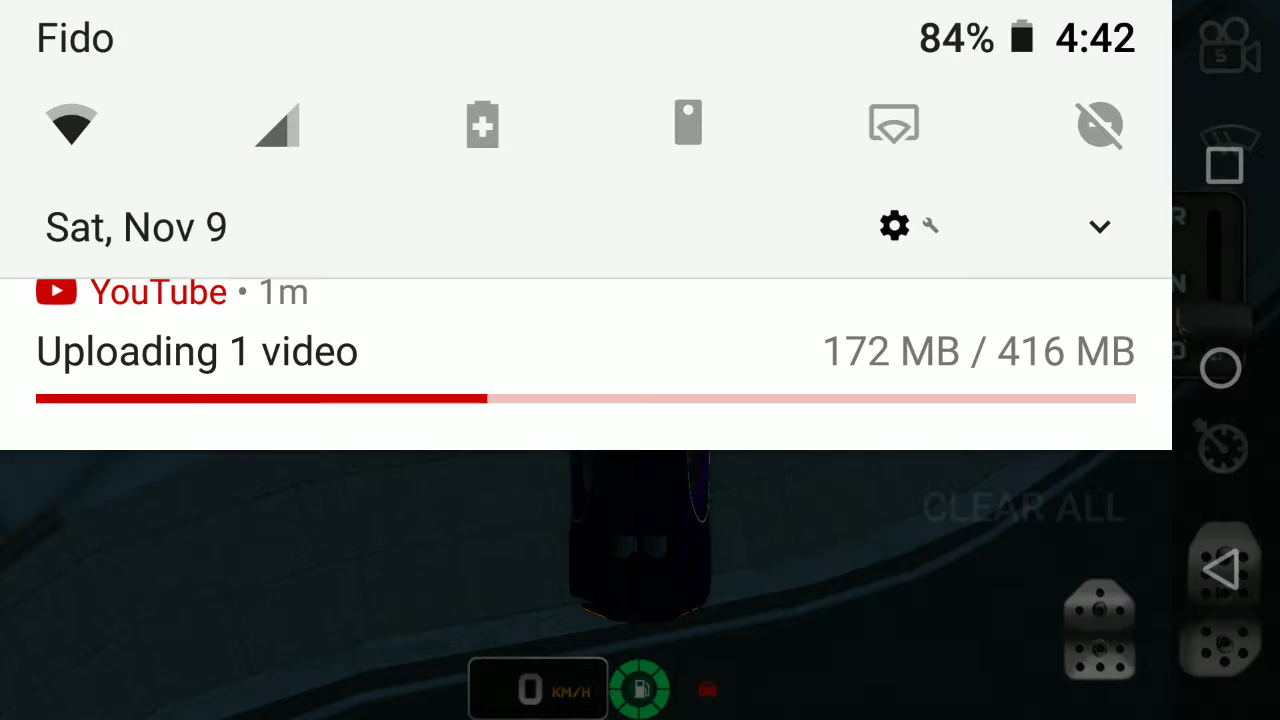 Fido 84% 4:42
5
Sat, Nov 9
R
YouTube • 1m
N
Uploading 1 video 172 MB / 416 MB
D
CLEAR ALL
0 KM/H